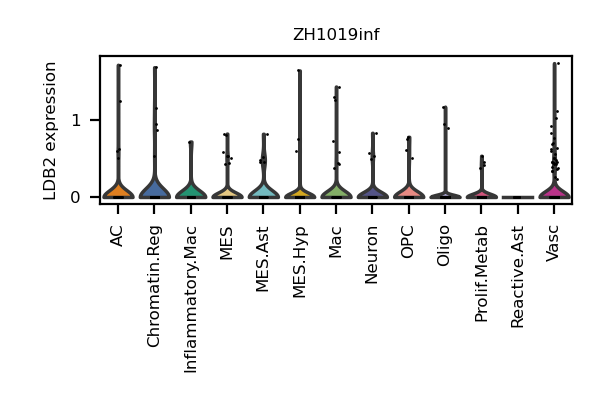 ZH1019inf
LDB2 expression
1
0
AC
Chromatin.Reg
Inflammatory.Mac
MES
MES.Ast
MES.Hyp
Mac
Neuron
OPC
Oligo
Prolif.Metab
Reactive.Ast
Vasc